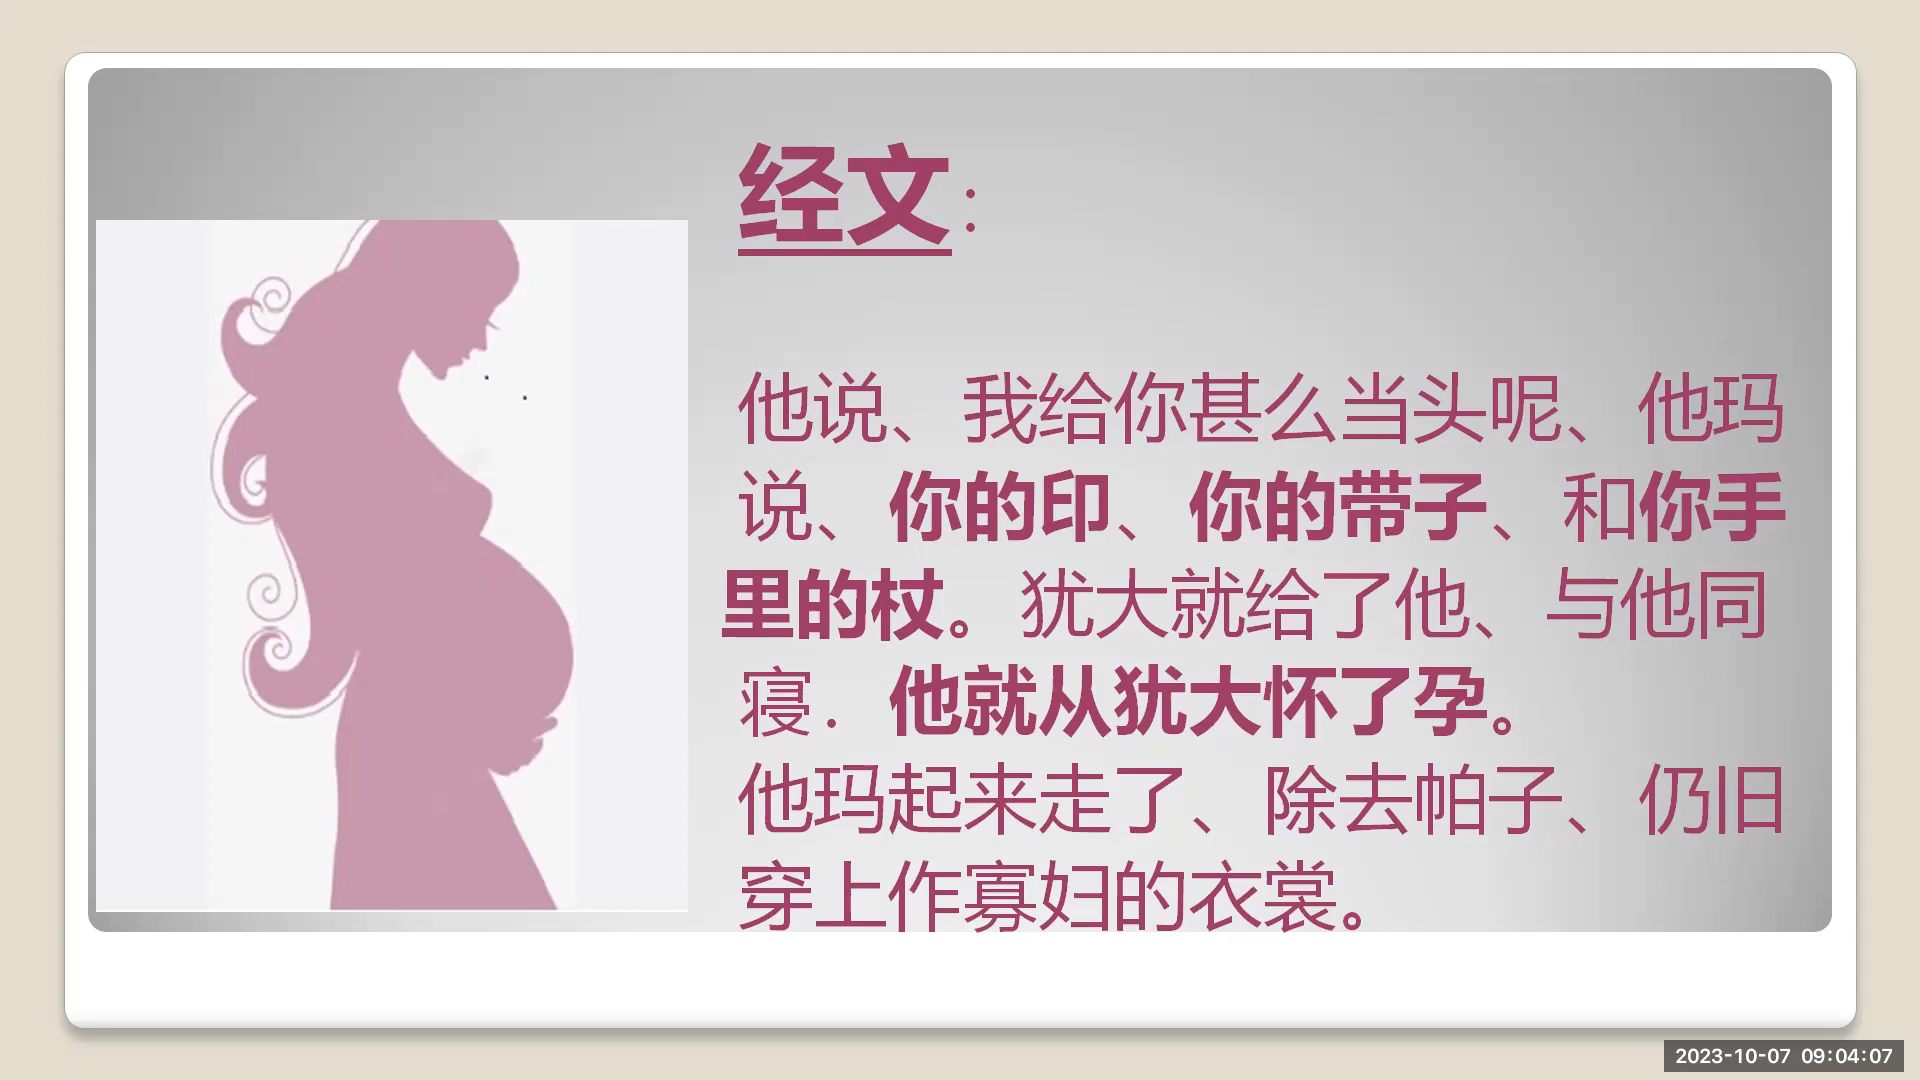 经文：
他说、我给你甚么当头呢、他玛
说、你的印、你的带子、和你手
里的杖。犹大就给了他、与他同
寝．他就从犹大怀了孕。
他玛起来走了、除去帕子、仍旧
穿上作寡妇的衣裳。
2023-10-07 09:04:07